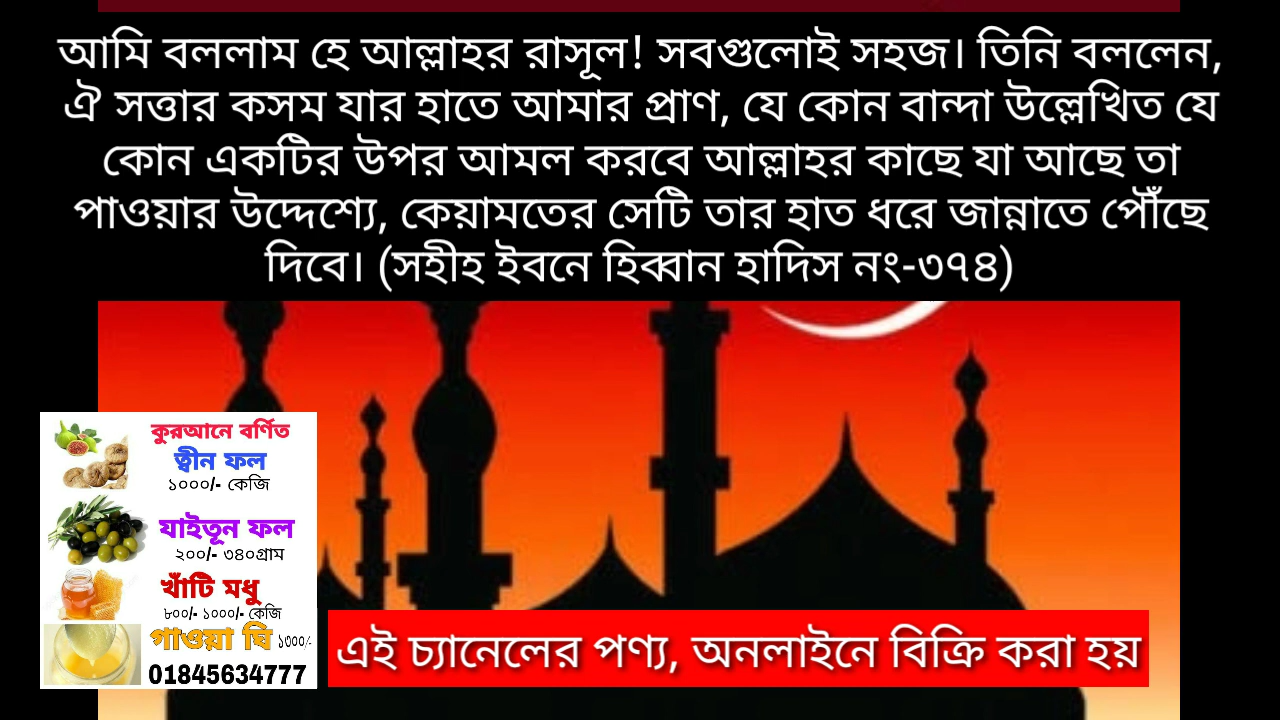 আমি বললাম হে আল্লাহর রাসূল! সবগুলোই সহজ। তিনি বললেন,
ঐ সত্তার কসম যার হাতে আমার প্রাণ, যে কোন বান্দা উল্লেখিত যে
কোন একটির উপর আমল করবে আল্লাহর কাছে যা আছে তা
পাওয়ার উদ্দেশ্যে, কেয়ামতের সেটি তার হাত ধরে জান্নাতে পৌঁছে
দিবে। (সহীহ ইবনে হিব্বান হাদিস নং-৩৭৪)
কুরআনে বর্ণিত
ত্বীন ফল
১০০০/- কেজি
যাইতূন ফল
২০০/- ৩৪০গ্রাম
খাঁটি মধু
৮০০/- ১০০০/- কেজি
গাওয়া ঘি ১৩০০/-
01845634777
এই চ্যানেলের পণ্য, অনলাইনে বিক্রি করা হয়